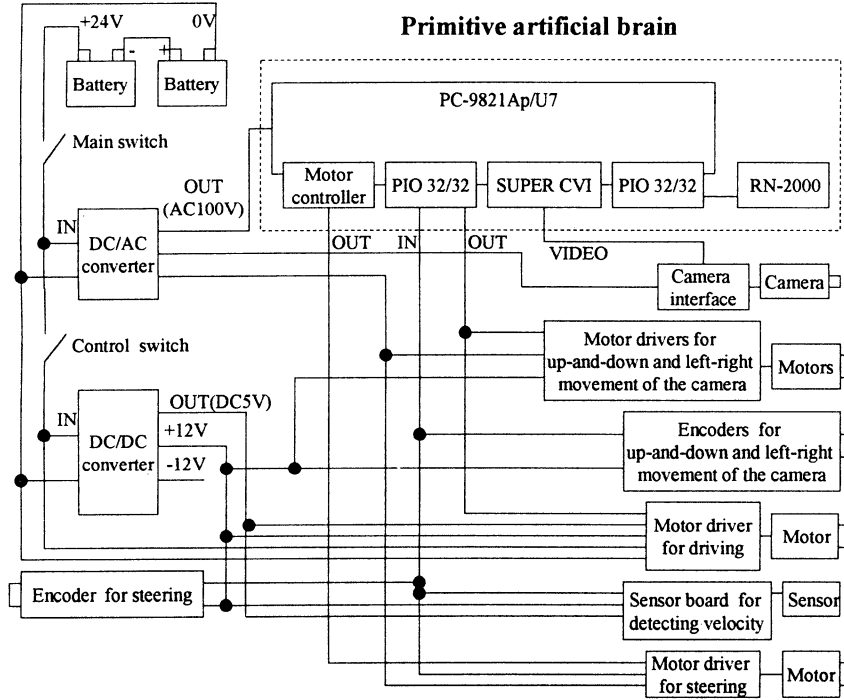 +24V
0V
Primitive artificial brain
-
+
Battery
Battery
PC-9821Ap/U7
Main switch
Motor
controller
PIO 32/32
SUPER CVI
PIO 32/32
RN-2000
OUT
(AC100V)
IN
DC/AC
converter
OUT
IN
OUT
VIDEO
Camera
interface
Camera
Control switch
Motor drivers for
up-and-down and left-right
movement of the camera
Motors
OUT(DC5V)
IN
DC/DC
converter
+12V
-12V
Encoders for
up-and-down and left-right
movement of the camera
Motor driver
for driving
Motor
Encoder for steering
Sensor board for
detecting velocity
Sensor
Motor driver
for steering
Motor